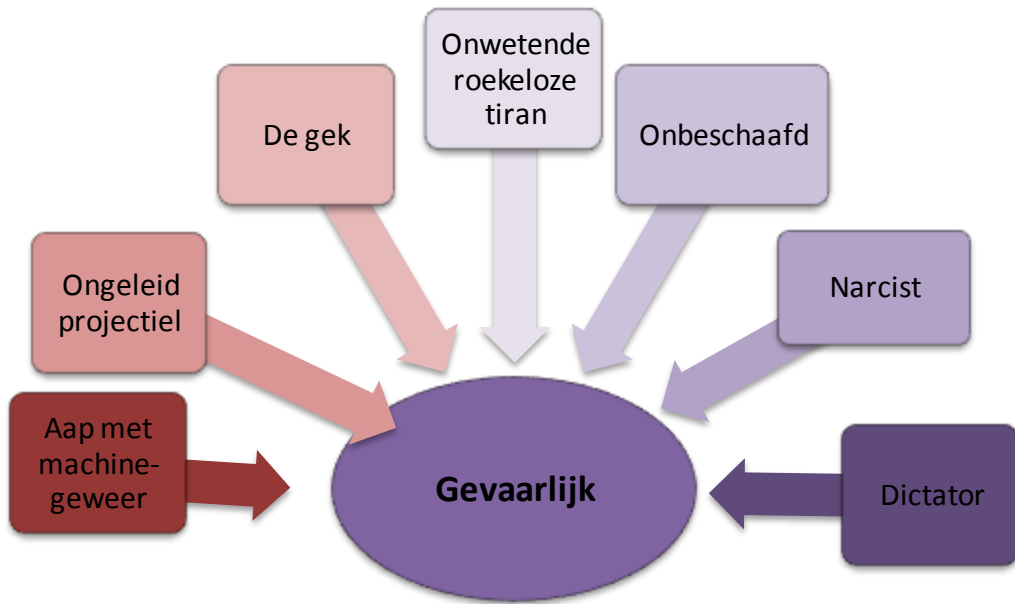 Onwetende
roekeloze
tiran
De gek
Onbeschaafd
Ongeleid
projectiel
Narcist
Aap met
machine-
geweer
Gevaarlijk
Dictator